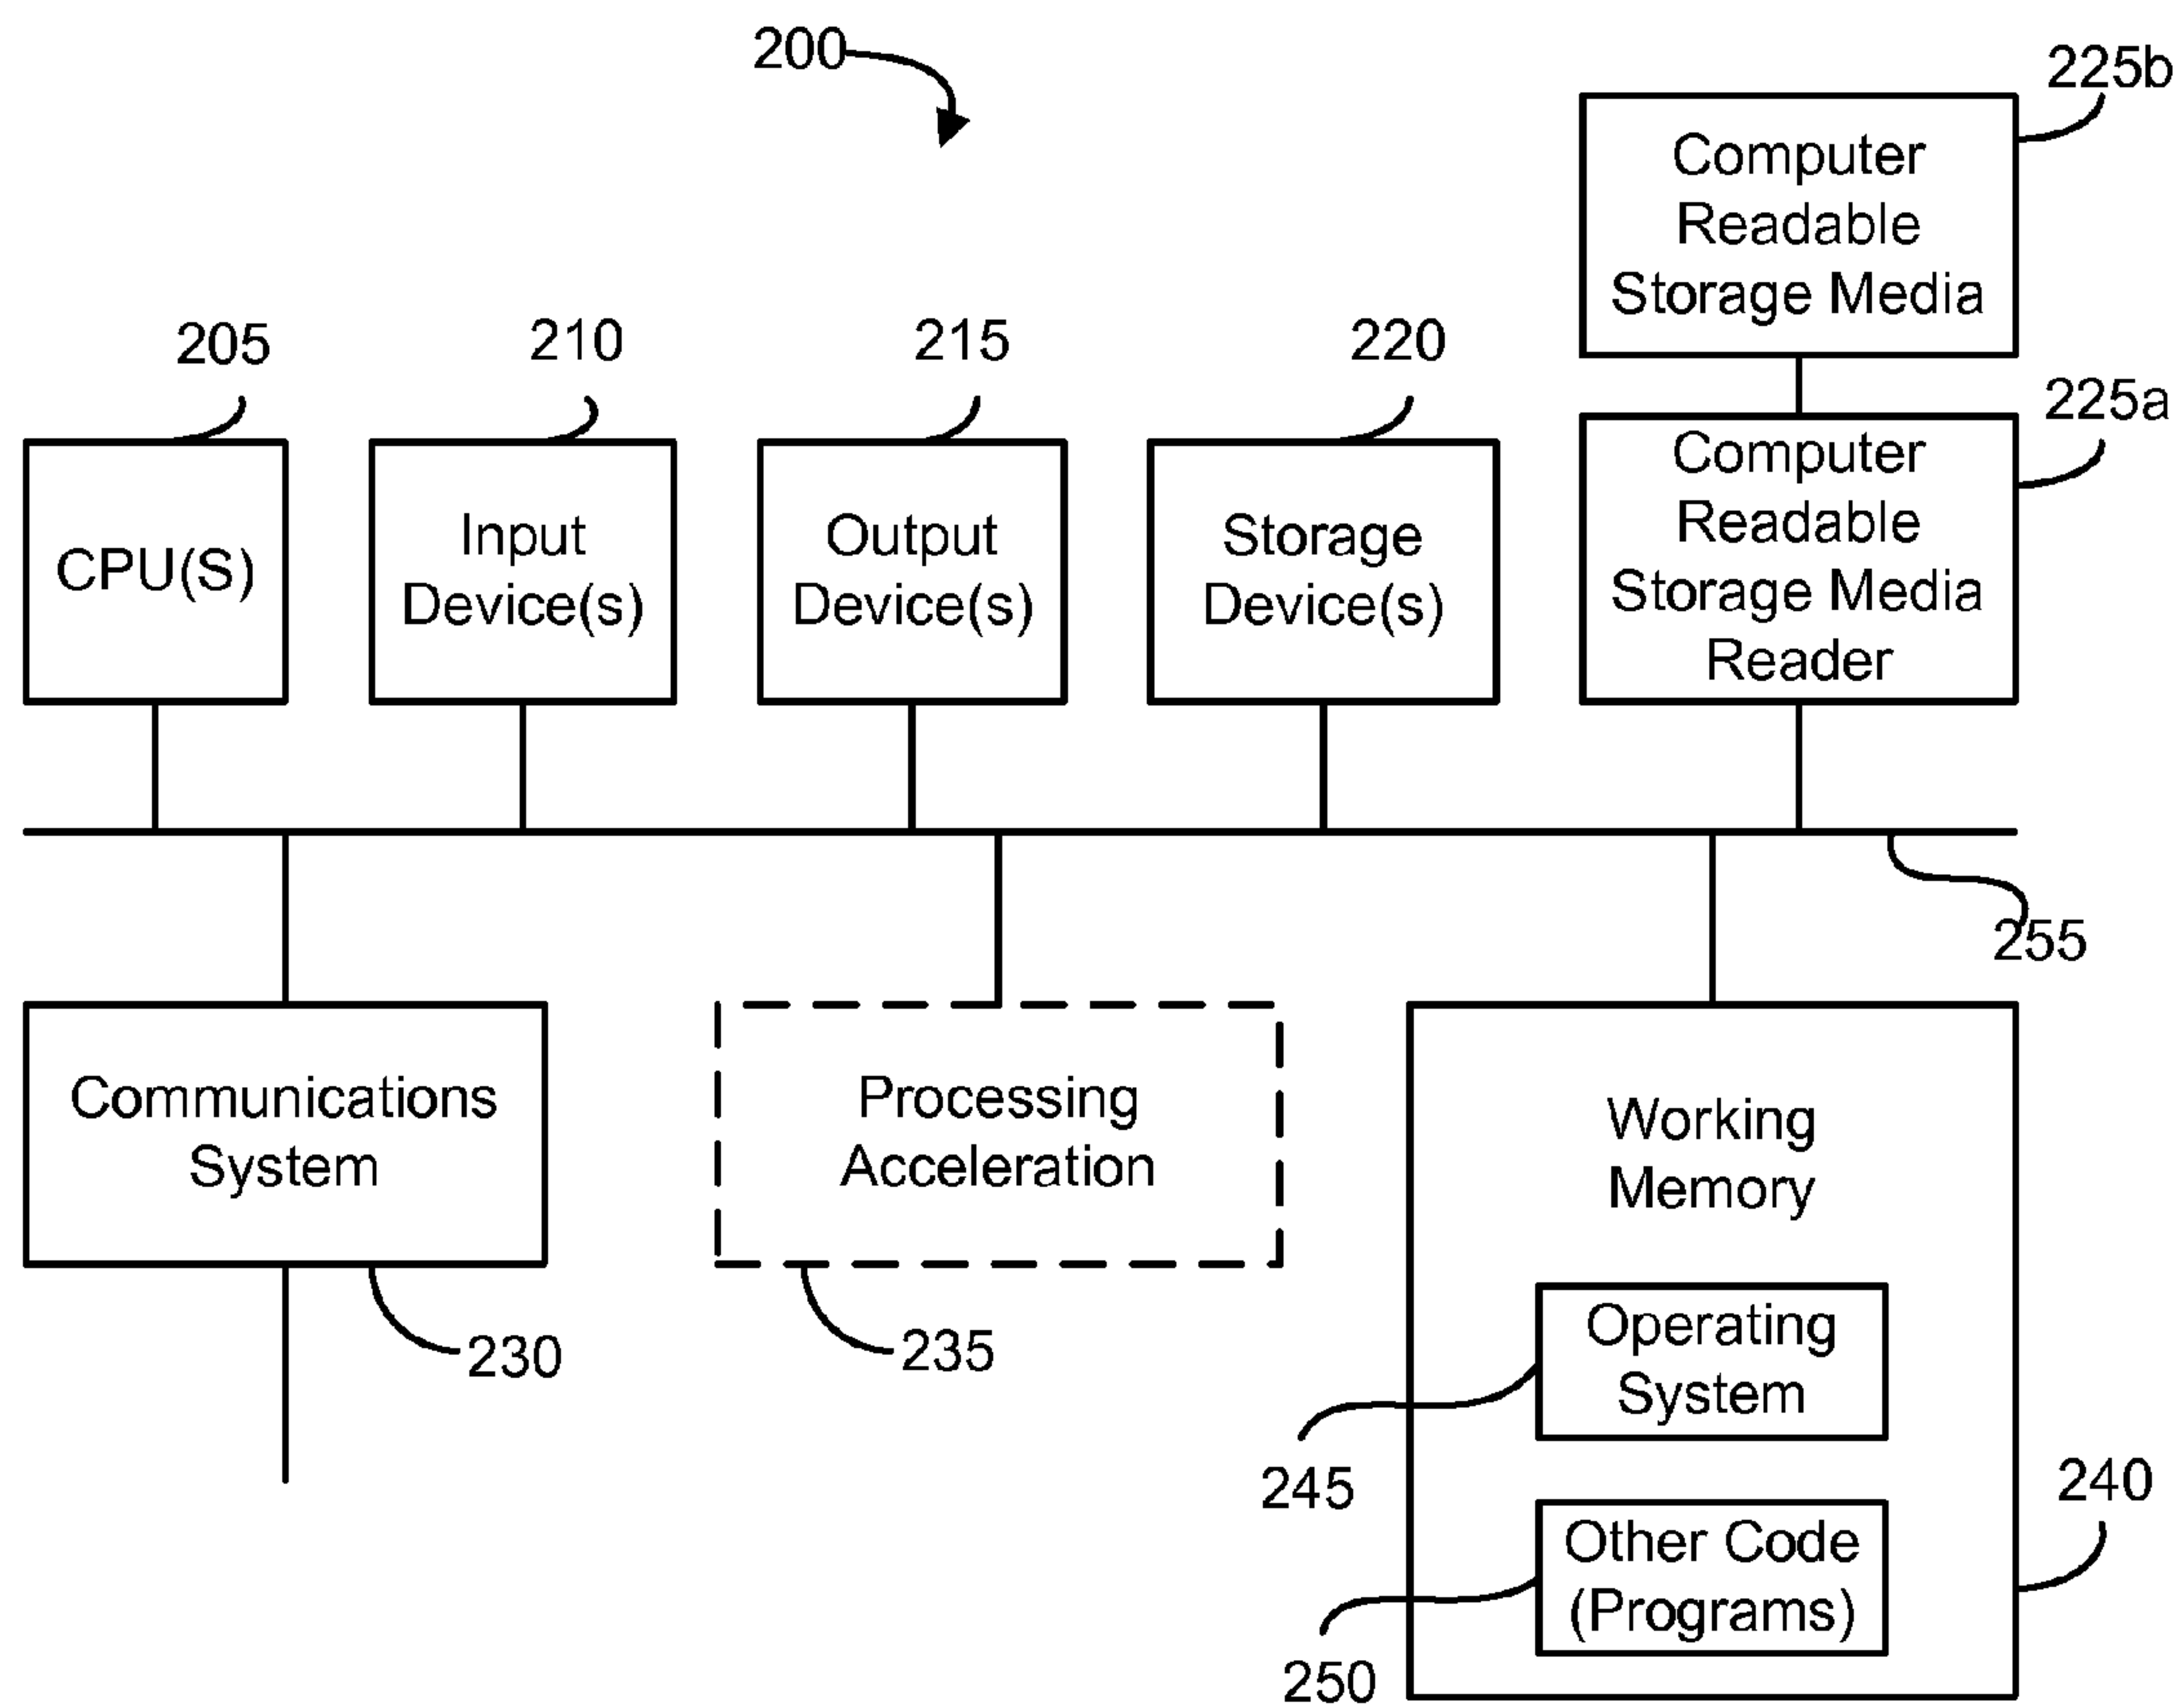 200
225b
Computer
Readable
Storage Media
205
210
215
220
225a
CPU(S)
Input
Device(s)
Output
Device(s)
Storage
Device(s)
Computer
Readable
Storage Media
Reader
255
Communications
System
Processing
Acceleration
Working
Memory
230
235
Operating
System
245
240
Other Code
(Programs)
250